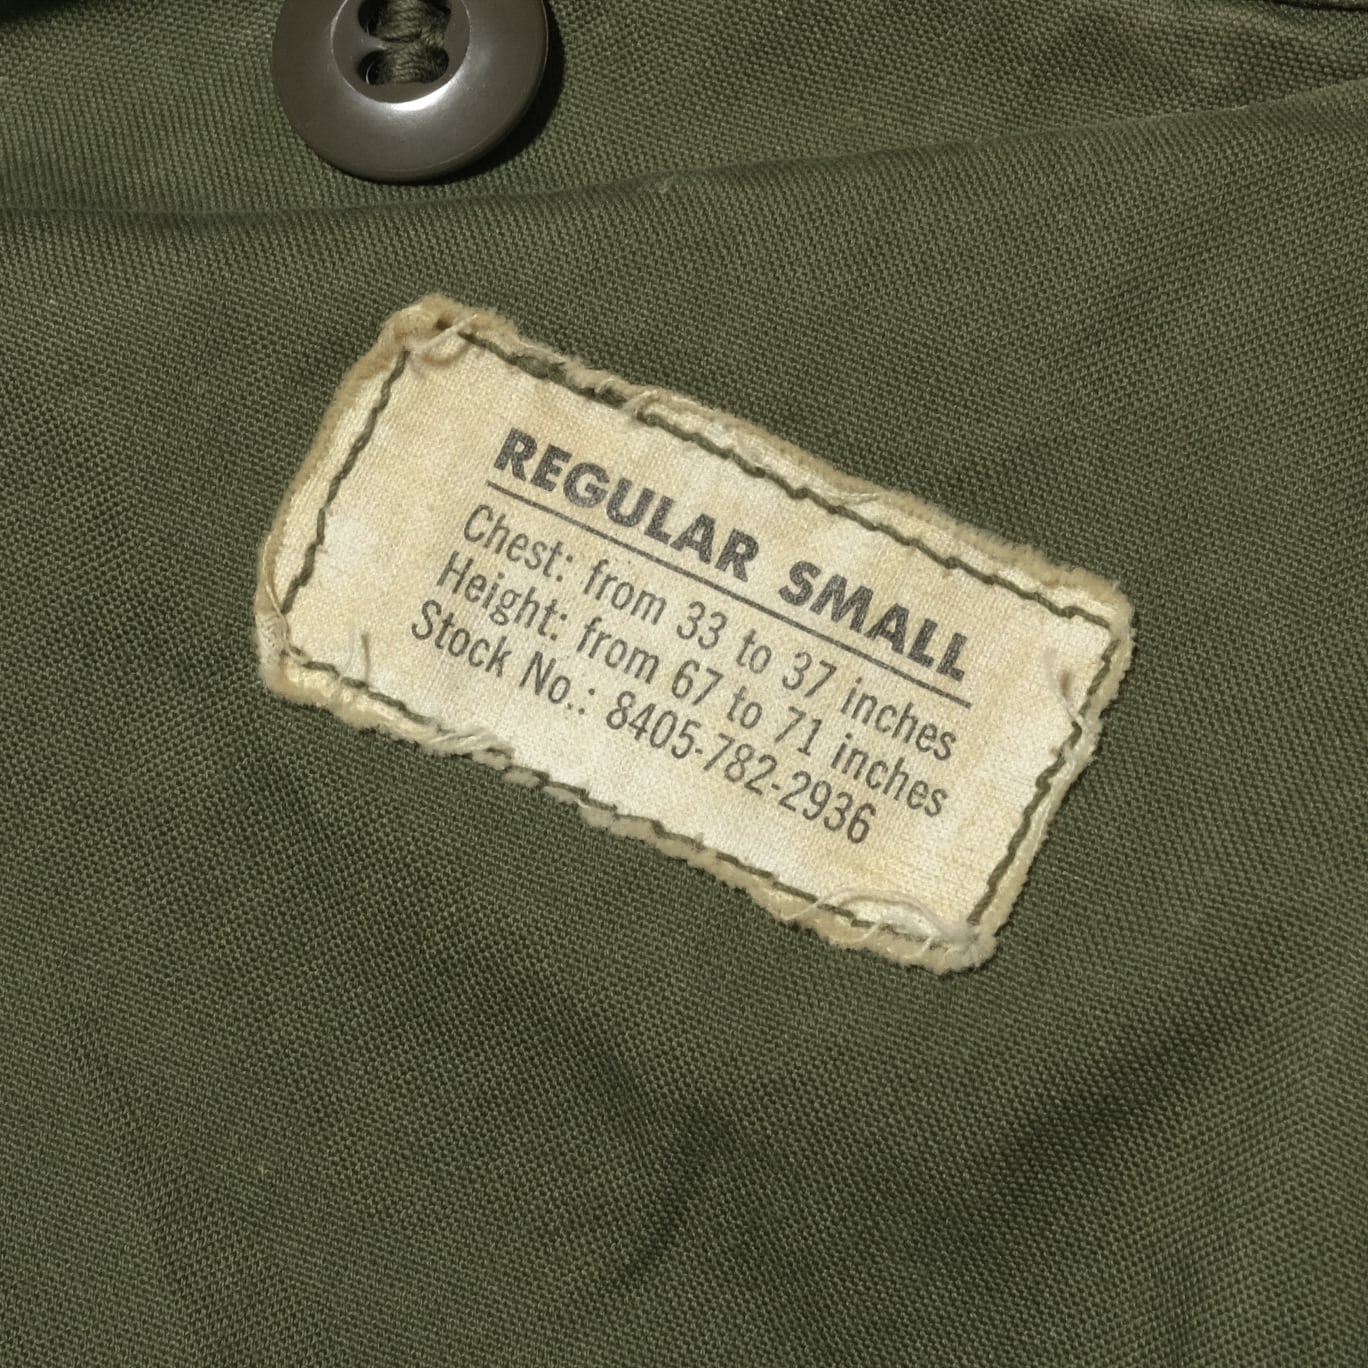 REGULAR SMALL
Chest: from 33 to 37 inches
Height: from 67 to 71 inches
Stock No.: 8405-782-2936